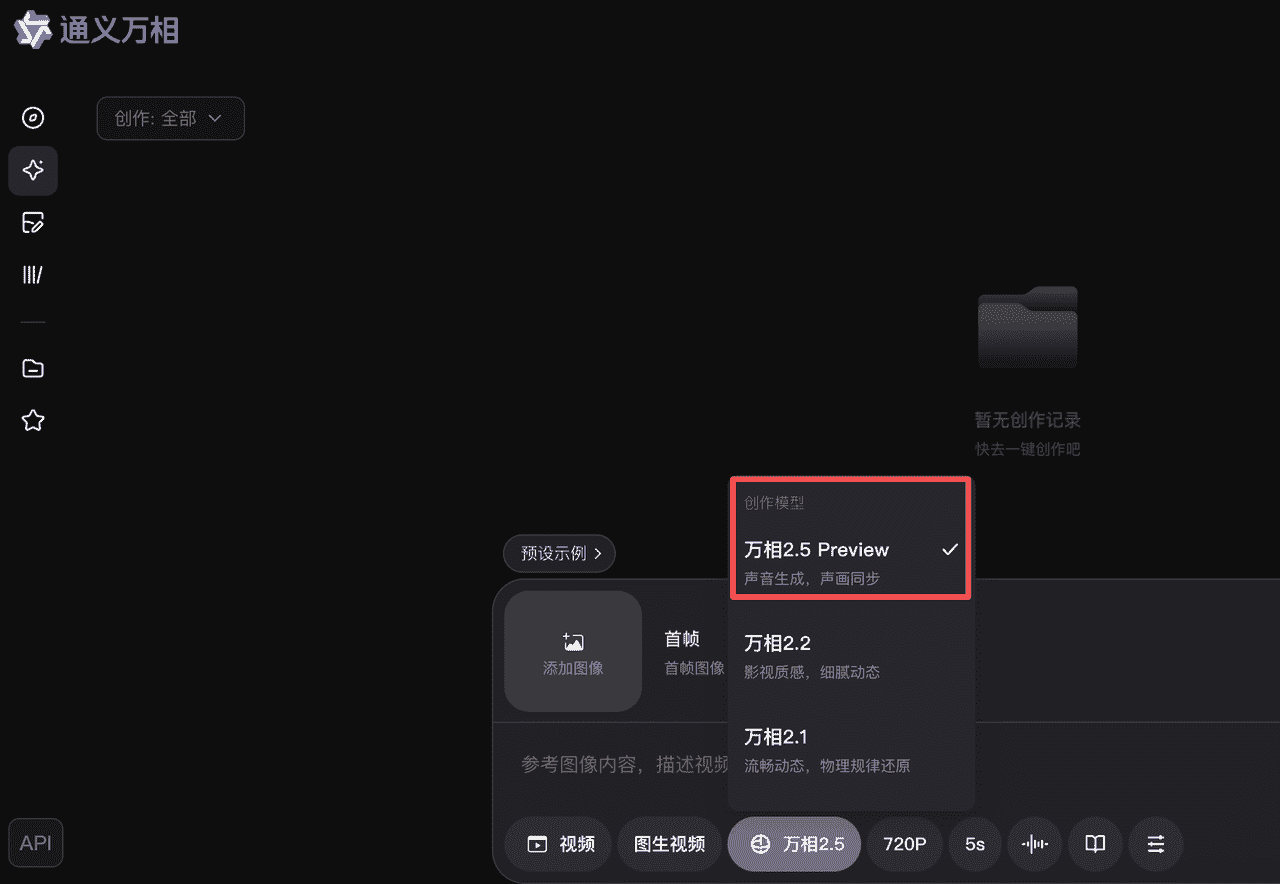 通义万相
创作: 全部
暂无创作记录
快去一键创作吧
创作模型
万相2.5 Preview
声音生成，声画同步
预设示例
万相2.2
影视质感，细腻动态
万相2.1
流畅动态，物理规律还原
添加图像
首帧
首帧图像
参考图像内容，描述视频
API
视频
图生视频
万相2.5
720P
5s